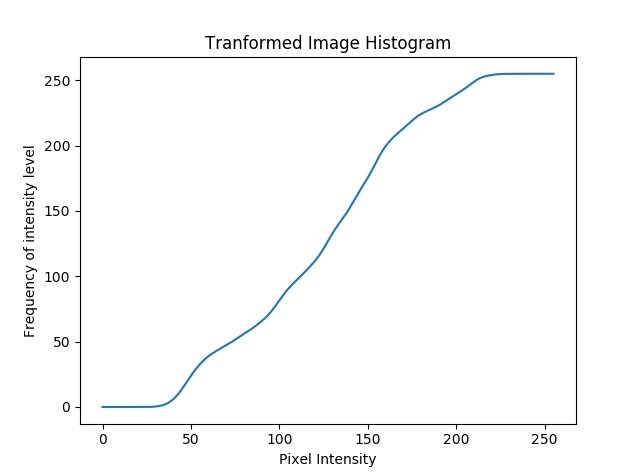 Tranformed Image Histogram
Frequency of intensity level
250
200
150
100
50
0
0 50 100 150 200 250
Pixel Intensity